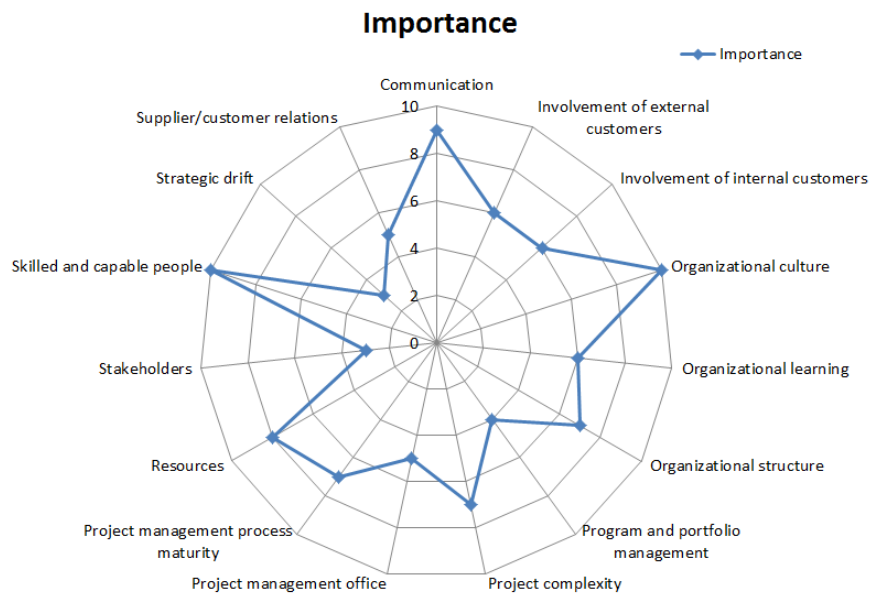 Importance
Importance
Communication
10
Involvement of external
customers
Supplier/customer relations
8
Strategic drift
Involvement of internal customers
6
Skilled and capable people
Organizational culture
4
2
0
Stakeholders
Organizational learning
Resources
Organizational structure
Project management process
maturity
Program and portfolio
management
Project management office
Project complexity